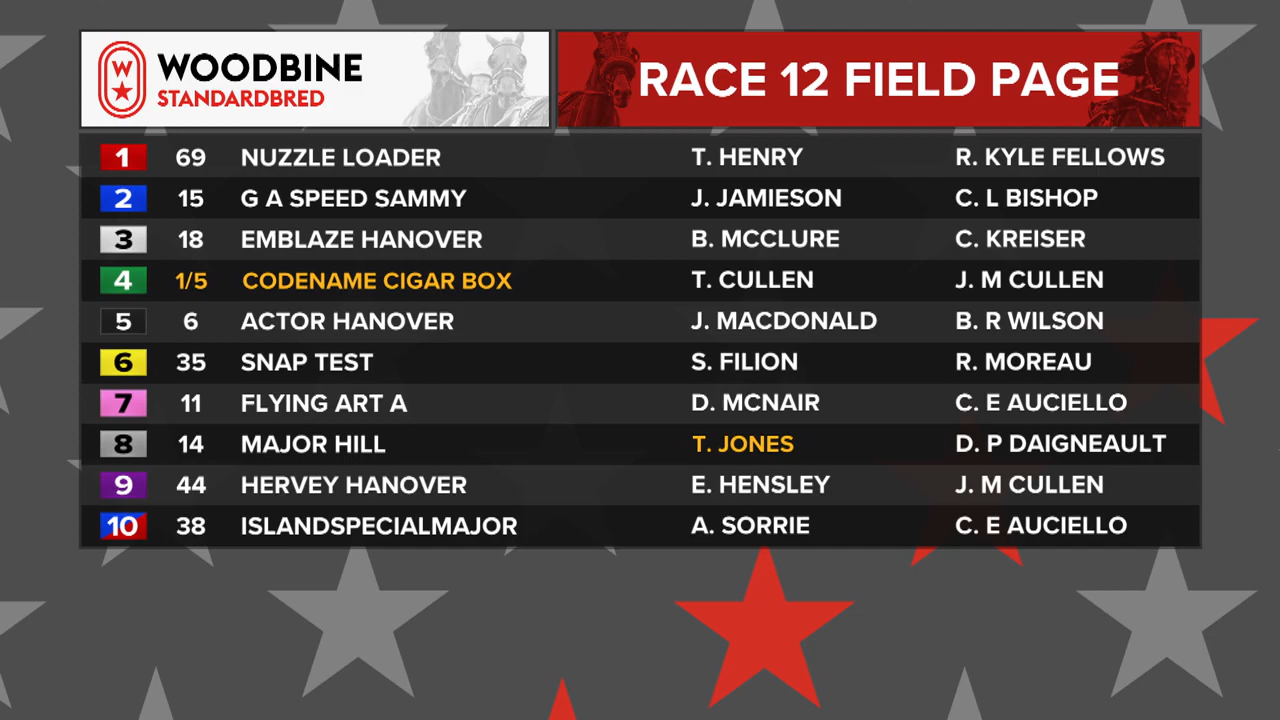 W
WOODBINE
STANDARDBRED
RACE 12 FIELD PAGE
1 69 NUZZLE LOADER T. HENRY R. KYLE FELLOWS
2 15 G A SPEED SAMMY J. JAMIESON C. L BISHOP
3 18 EMBLAZE HANOVER B. MCCLURE C. KREISER
4 1/5 CODENAME CIGAR BOX T. CULLEN J. M CULLEN
5 6 ACTOR HANOVER J. MACDONALD B. R WILSON
6 35 SNAP TEST S. FILION R. MOREAU
7 11 FLYING ART A D. MCNAIR C. E AUCIELLO
8 14 MAJOR HILL T. JONES D. P DAIGNEAULT
9 44 HERVEY HANOVER E. HENSLEY J. M CULLEN
10 38 ISLANDSPECIALMAJOR A. SORRIE C. E AUCIELLO